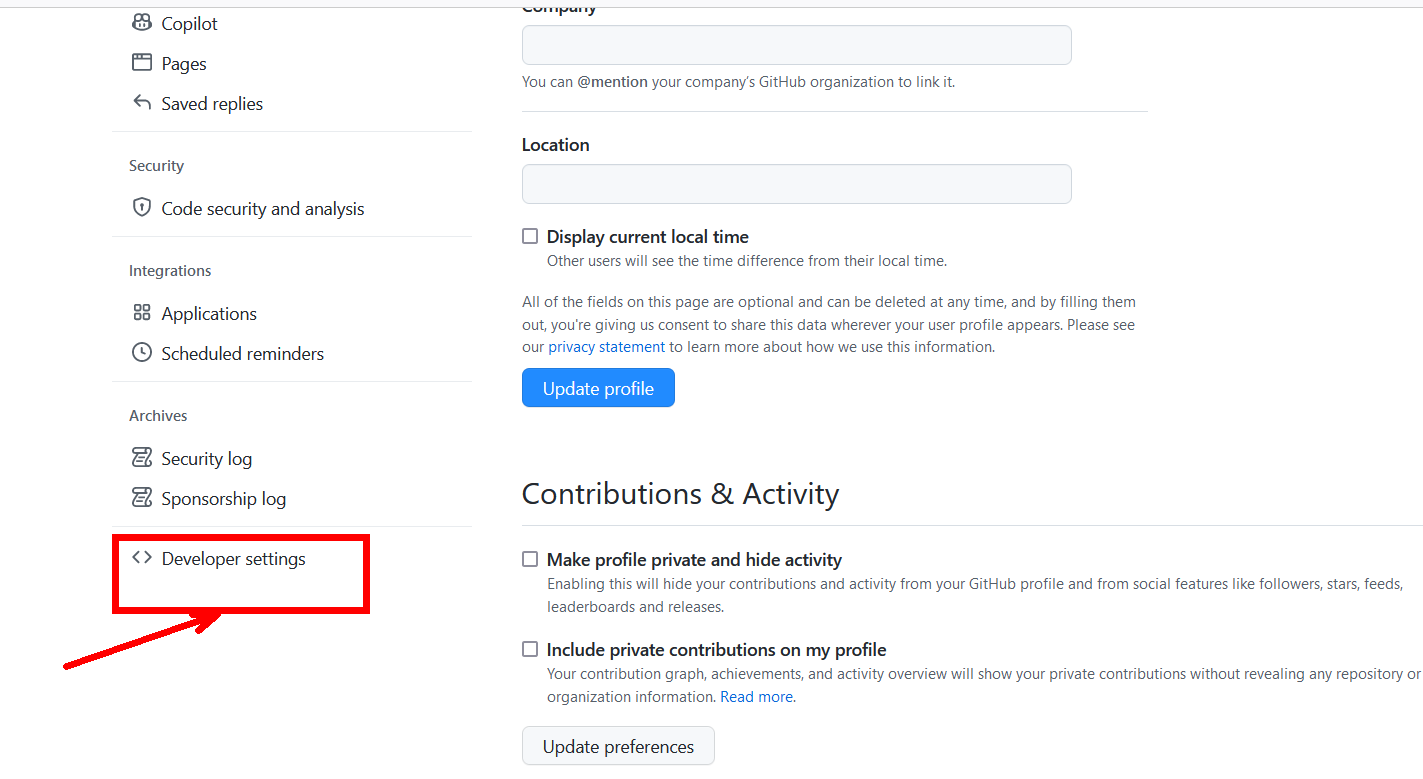 Copilot
Pages
Saved replies
Security
Code security and analysis
Integrations
Applications
Scheduled reminders
Archives
Security log
Sponsorship log
Developer settings
Company
You can @mention your company's GitHub organization to link it.
Location
Display current local time
Other users will see the time difference from their local time.
All of the fields on this page are optional and can be deleted at any time, and by filling them
out, you're giving us consent to share this data wherever your user profile appears. Please see
our privacy statement to learn more about how we use this information.
Update profile
Contributions & Activity
Make profile private and hide activity
Enabling this will hide your contributions and activity from your GitHub profile and from social features like followers, stars, feeds,
leaderboards and releases.
Include private contributions on my profile
Your contribution graph, achievements, and activity overview will show your private contributions without revealing any repository or
organization information. Read more.
Update preferences